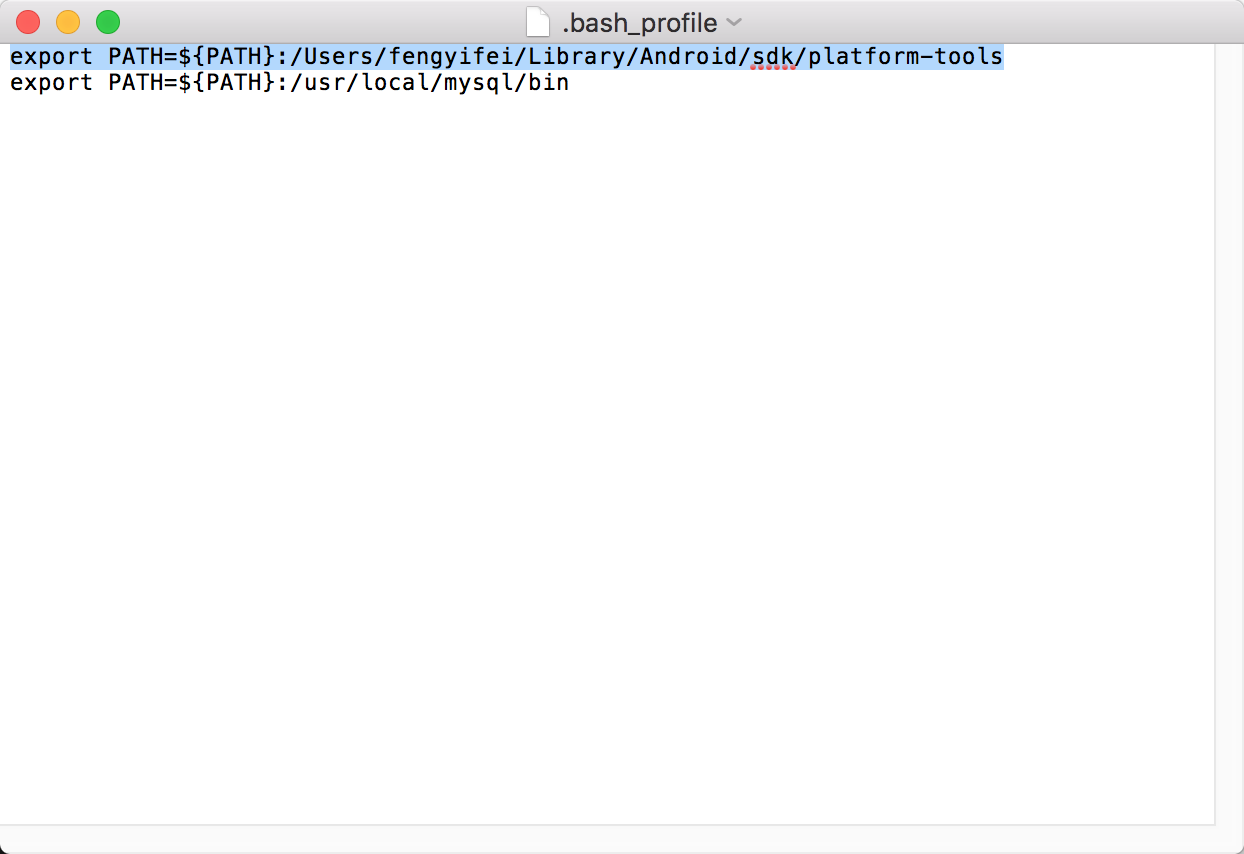 .bash_profile
export PATH=${PATH}:/Users/fengyifei/Library/Android/sdk/platform-tools
export PATH=${PATH}:/usr/local/mysql/bin